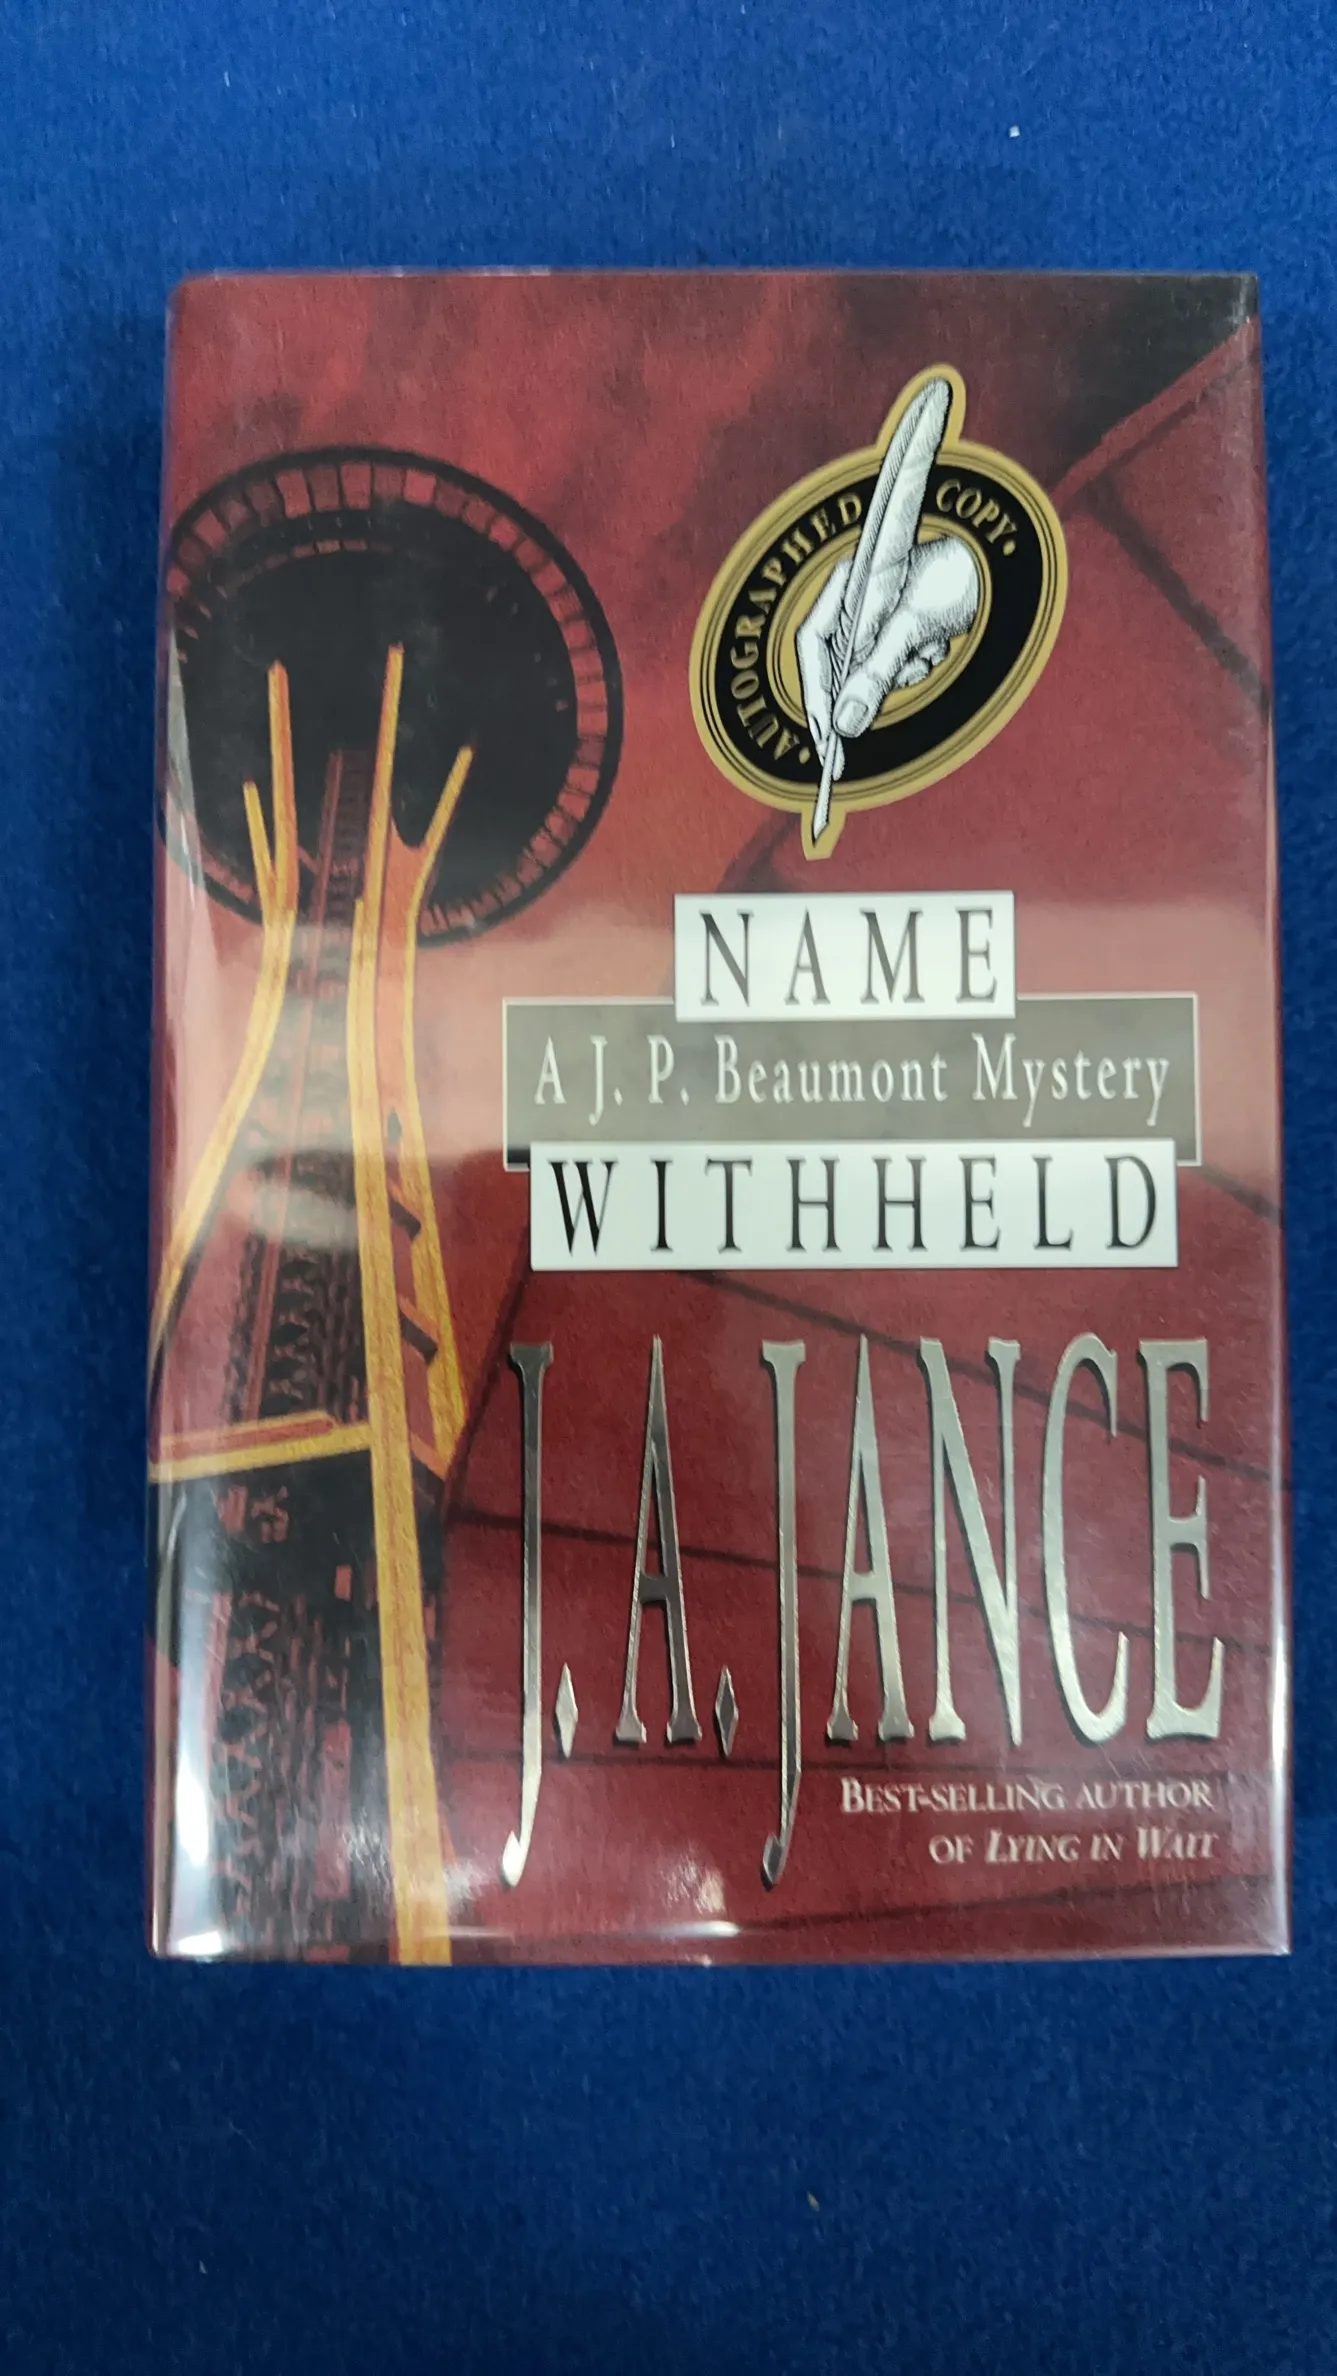 •AUTOGRAPHED COPY•
NAME
A J. P. Beaumont Mystery
WITHHELD
J. A. JANCE
BEST-SELLING AUTHOR
OF LYING IN WAIT